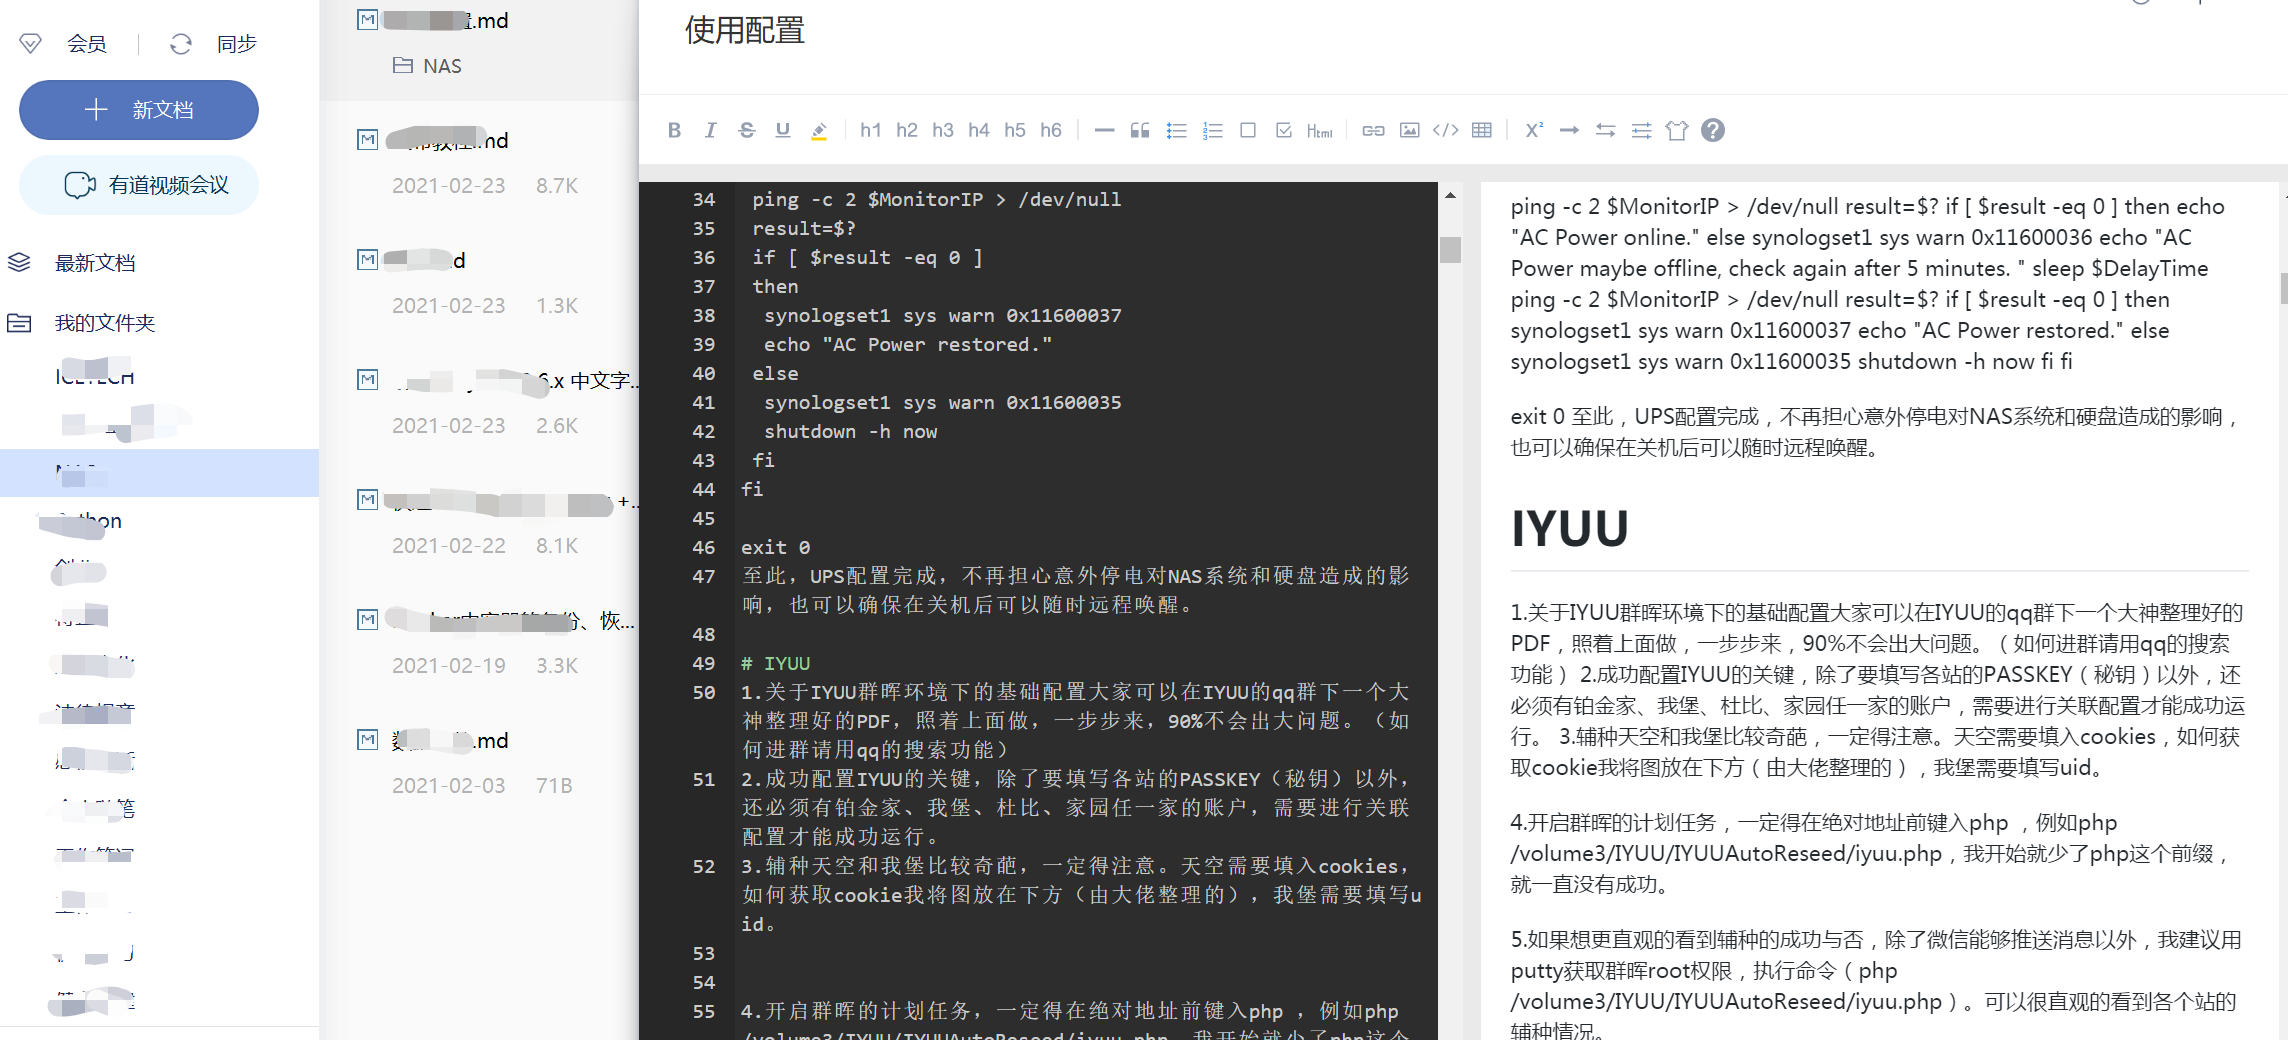 会员
同步
新文档
有道视频会议
最新文档
我的文件夹
.md
NAS
.md
2021-02-23 8.7K
d
2021-02-23 1.3K
6.x 中文字...
2021-02-23 2.6K
+...
2021-02-22 8.1K
、恢...
2021-02-19 3.3K
.md
2021-02-03 71B
使用配置
B I S U h1 h2 h3 h4 h5 h6 Html X² ?
34 ping -c 2 $MonitorIP > /dev/null
35 result=$?
36 if [ $result -eq 0 ]
37 then
38 synologset1 sys warn 0x11600037
39 echo "AC Power restored."
40 else
41 synologset1 sys warn 0x11600035
42 shutdown -h now
43 fi
44 fi
45
46 exit 0
47 至此，UPS配置完成，不再担心意外停电对NAS系统和硬盘造成的影
响，也可以确保在关机后可以随时远程唤醒。
48
49 # IYUU
50 1.关于IYUU群晖环境下的基础配置大家可以在IYUU的qq群下一个大
神整理好的PDF，照着上面做，一步步来，90%不会出大问题。（如
何进群请用qq的搜索功能）
51 2.成功配置IYUU的关键，除了要填写各站的PASSKEY（秘钥）以外，
还必须有铂金家、我堡、杜比、家园任一家的账户，需要进行关联
配置才能成功运行。
52 3.辅种天空和我堡比较奇葩，一定得注意。天空需要填入cookies，
如何获取cookie我将图放在下方（由大佬整理的），我堡需要填写u
id。
53
54
55 4.开启群晖的计划任务，一定得在绝对地址前键入php ，例如php
/volume3/IYUU/IYUUAutoReseed/iyuu.php，我开始就少了php这个
ping -c 2 $MonitorIP > /dev/null result=$? if [ $result -eq 0 ] then echo
"AC Power online." else synologset1 sys warn 0x11600036 echo "AC
Power maybe offline, check again after 5 minutes. " sleep $DelayTime
ping -c 2 $MonitorIP > /dev/null result=$? if [ $result -eq 0 ] then
synologset1 sys warn 0x11600037 echo "AC Power restored." else
synologset1 sys warn 0x11600035 shutdown -h now fi fi
exit 0 至此，UPS配置完成，不再担心意外停电对NAS系统和硬盘造成的影响，
也可以确保在关机后可以随时远程唤醒。
IYUU
1.关于IYUU群晖环境下的基础配置大家可以在IYUU的qq群下一个大神整理好的
PDF，照着上面做，一步步来，90%不会出大问题。（如何进群请用qq的搜索
功能） 2.成功配置IYUU的关键，除了要填写各站的PASSKEY（秘钥）以外，还
必须有铂金家、我堡、杜比、家园任一家的账户，需要进行关联配置才能成功运
行。 3.辅种天空和我堡比较奇葩，一定得注意。天空需要填入cookies，如何获
取cookie我将图放在下方（由大佬整理的），我堡需要填写uid。
4.开启群晖的计划任务，一定得在绝对地址前键入php ，例如php
/volume3/IYUU/IYUUAutoReseed/iyuu.php，我开始就少了php这个前缀，
就一直没有成功。
5.如果想更直观的看到辅种的成功与否，除了微信能够推送消息以外，我建议用
putty获取群晖root权限，执行命令（php
/volume3/IYUU/IYUUAutoReseed/iyuu.php）。可以很直观的看到各个站的
辅种情况。